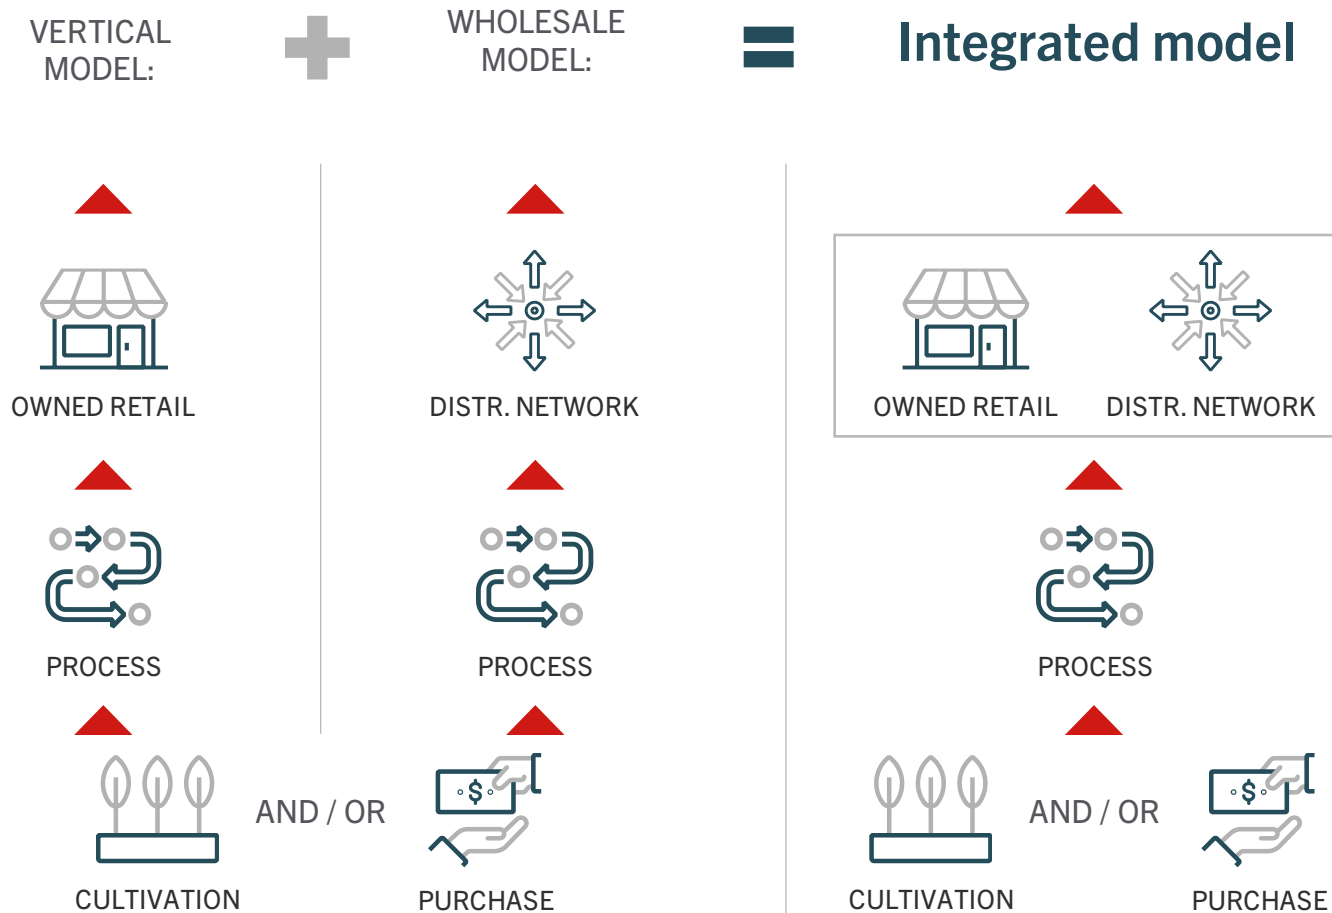 VERTICAL
MODEL:
WHOLESALE
MODEL:
Integrated model
OWNED RETAIL
DISTR. NETWORK
OWNED RETAIL
DISTR. NETWORK
PROCESS
PROCESS
PROCESS
$
$
AND / OR
AND / OR
CULTIVATION
PURCHASE
CULTIVATION
PURCHASE